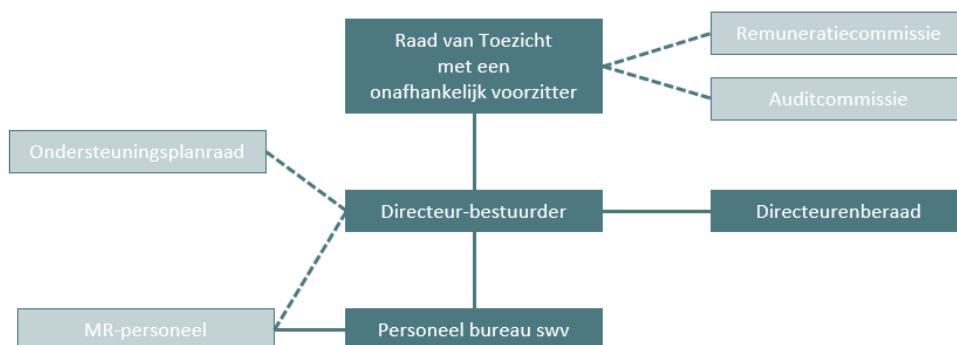 Raad van Toezicht
met een
onafhankelijk voorzitter
Remuneratiecommissie
Auditcommissie
Ondersteuningsplanraad
Directeur-bestuurder
Directeurenberaad
MR-personeel
Personeel bureau swv